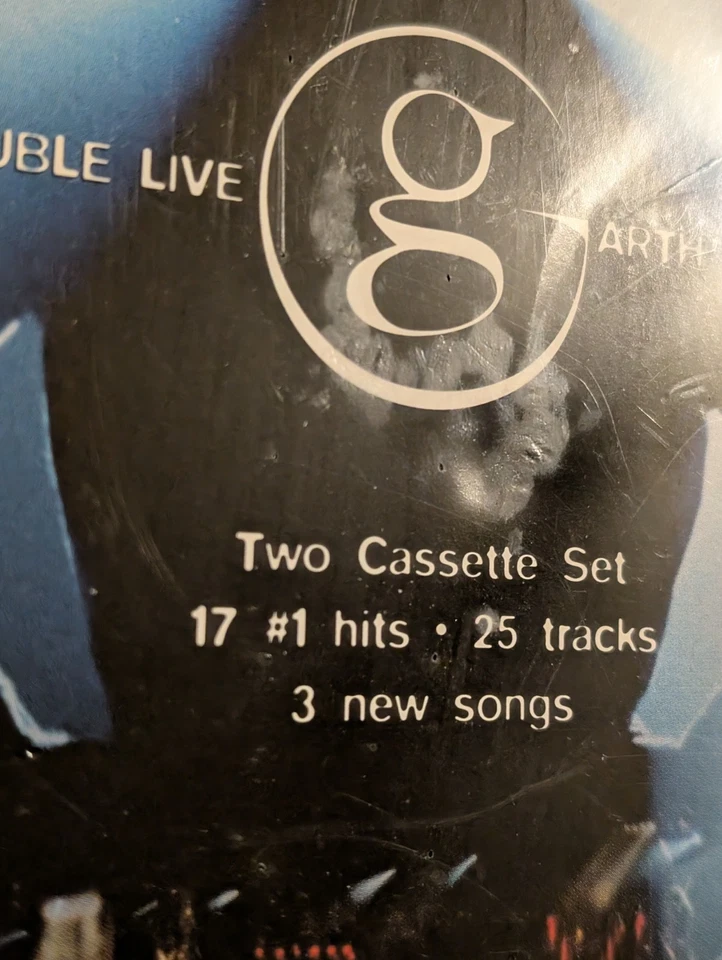 UBLE LIVE g ARTH
Two Cassette Set
17 #1 hits • 25 tracks
3 new songs